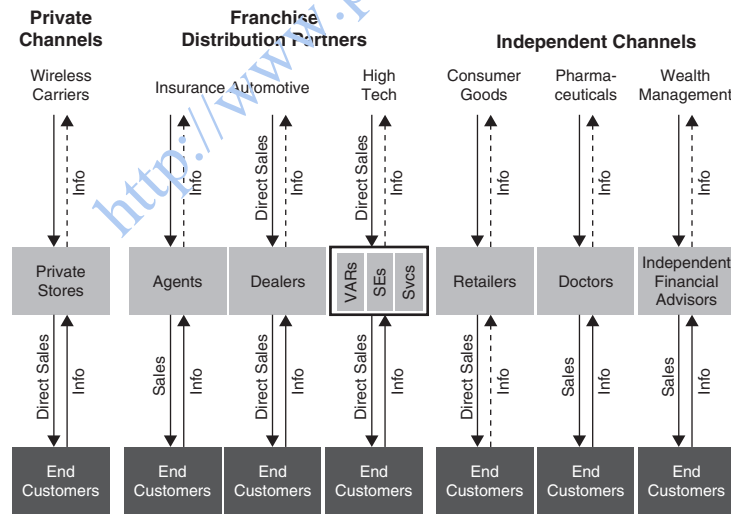 Private
Channels
Franchise
Distribution Partners
Independent Channels
Wireless
Carriers
Insurance
Automotive
High
Tech
Consumer
Goods
Pharma-
ceuticals
Wealth
Management
Info
Info
Direct Sales
Info
Direct Sales
Info
Info
Info
Info
Private
Stores
Agents
Dealers
VARs
SEs
Svcs
Retailers
Doctors
Independent
Financial
Advisors
Direct Sales
Info
Sales
Info
Direct Sales
Info
Direct Sales
Info
Direct Sales
Info
Sales
Info
Sales
Info
End
Customers
End
Customers
End
Customers
End
Customers
End
Customers
End
Customers
End
Customers
http://www.p